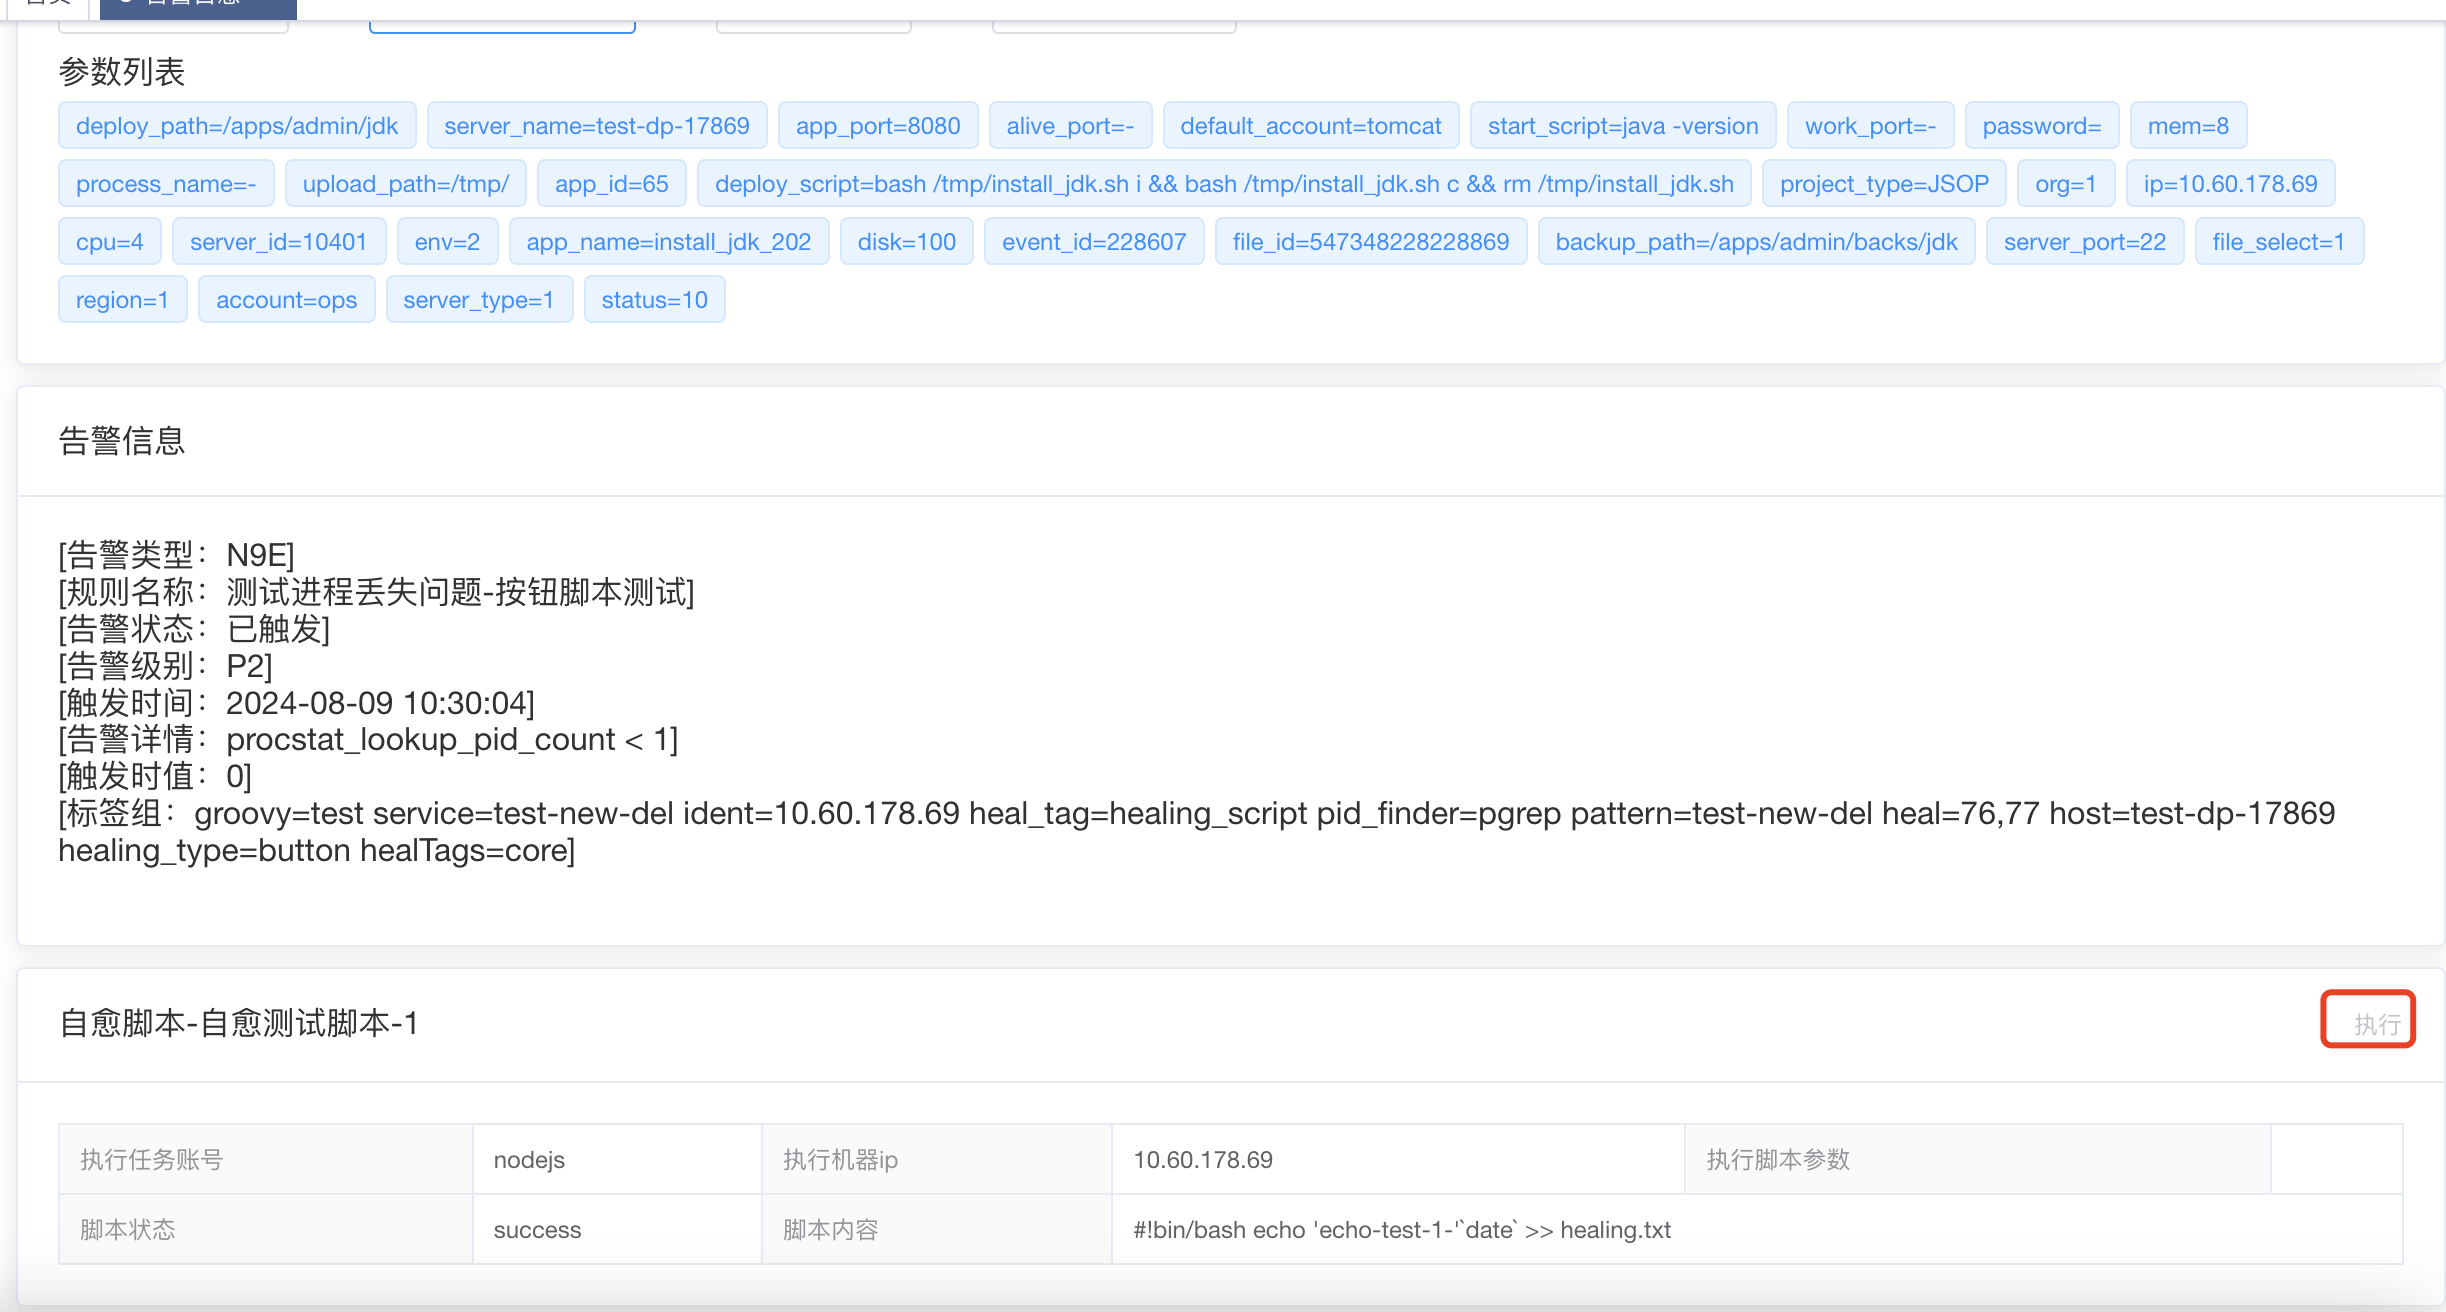 参数列表
deploy_path=/apps/admin/jdk server_name=test-dp-17869 app_port=8080 alive_port=- default_account=tomcat start_script=java -version work_port=- password= mem=8
process_name=- upload_path=/tmp/ app_id=65 deploy_script=bash /tmp/install_jdk.sh i && bash /tmp/install_jdk.sh c && rm /tmp/install_jdk.sh project_type=JSOP org=1 ip=10.60.178.69
cpu=4 server_id=10401 env=2 app_name=install_jdk_202 disk=100 event_id=228607 file_id=547348228228869 backup_path=/apps/admin/backs/jdk server_port=22 file_select=1
region=1 account=ops server_type=1 status=10
告警信息
[告警类型：N9E]
[规则名称：测试进程丢失问题-按钮脚本测试]
[告警状态：已触发]
[告警级别：P2]
[触发时间：2024-08-09 10:30:04]
[告警详情：procstat_lookup_pid_count < 1]
[触发时值：0]
[标签组：groovy=test service=test-new-del ident=10.60.178.69 heal_tag=healing_script pid_finder=pgrep pattern=test-new-del heal=76,77 host=test-dp-17869
healing_type=button healTags=core]
自愈脚本-自愈测试脚本-1 执行
执行任务账号 nodejs 执行机器ip 10.60.178.69 执行脚本参数
脚本状态 success 脚本内容 #!bin/bash echo 'echo-test-1-'`date` >> healing.txt